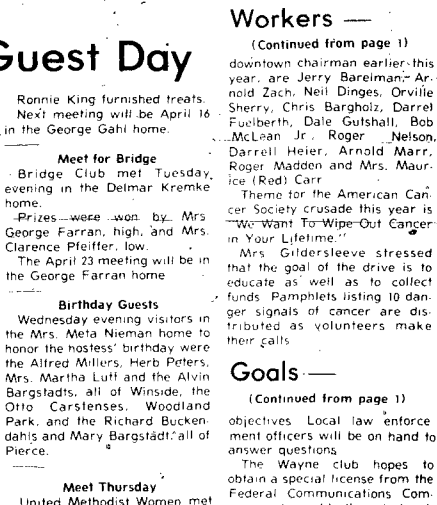 Guest Day
Ronnie King furnished treats.
Next meeting will be April 16
in the George Gahl home.
Meet for Bridge
Bridge Club met Tuesday
evening in the Delmar Kremke
home.
Prizes were won by Mrs
George Farran, high, and Mrs.
Clarence Pfeiffer, low.
The April 23 meeting will be in
the George Farran home
Birthday Guests
Wednesday evening visitors in
the Mrs. Meta Nieman home to
honor the hostess' birthday were
the Alfred Millers, Herb Peters,
Mrs. Martha Lutt and the Alvin
Bargstadts, all of Winside, the
Otto Carstenses, Woodland
Park, and the Richard Bucken-
dahls and Mary Bargstadt, all of
Pierce.
Meet Thursday
United Methodist Women met
Workers —
(Continued from page 1)
downtown chairman earlier this
year, are Jerry Bareiman, Ar-
nold Zach, Neil Dinges, Orville
Sherry, Chris Bargholz, Darrel
Fuelberth, Dale Gutshall, Bob
McLean Jr, Roger Nelson,
Darrell Heier, Arnold Marr,
Roger Madden and Mrs. Maur-
ice (Red) Carr
Theme for the American Can-
cer Society crusade this year is
"We Want To Wipe Out Cancer
in Your Lifetime."
Mrs Gildersleeve stressed
that the goal of the drive is to
educate as well as to collect
funds Pamphlets listing 10 dan-
ger signals of cancer are dis-
tributed as volunteers make
their calls
Goals —
(Continued from page 1)
objectives Local law enforce
ment officers will be on hand to
answer questions
The Wayne club hopes to
obtain a special license from the
Federal Communications Com-